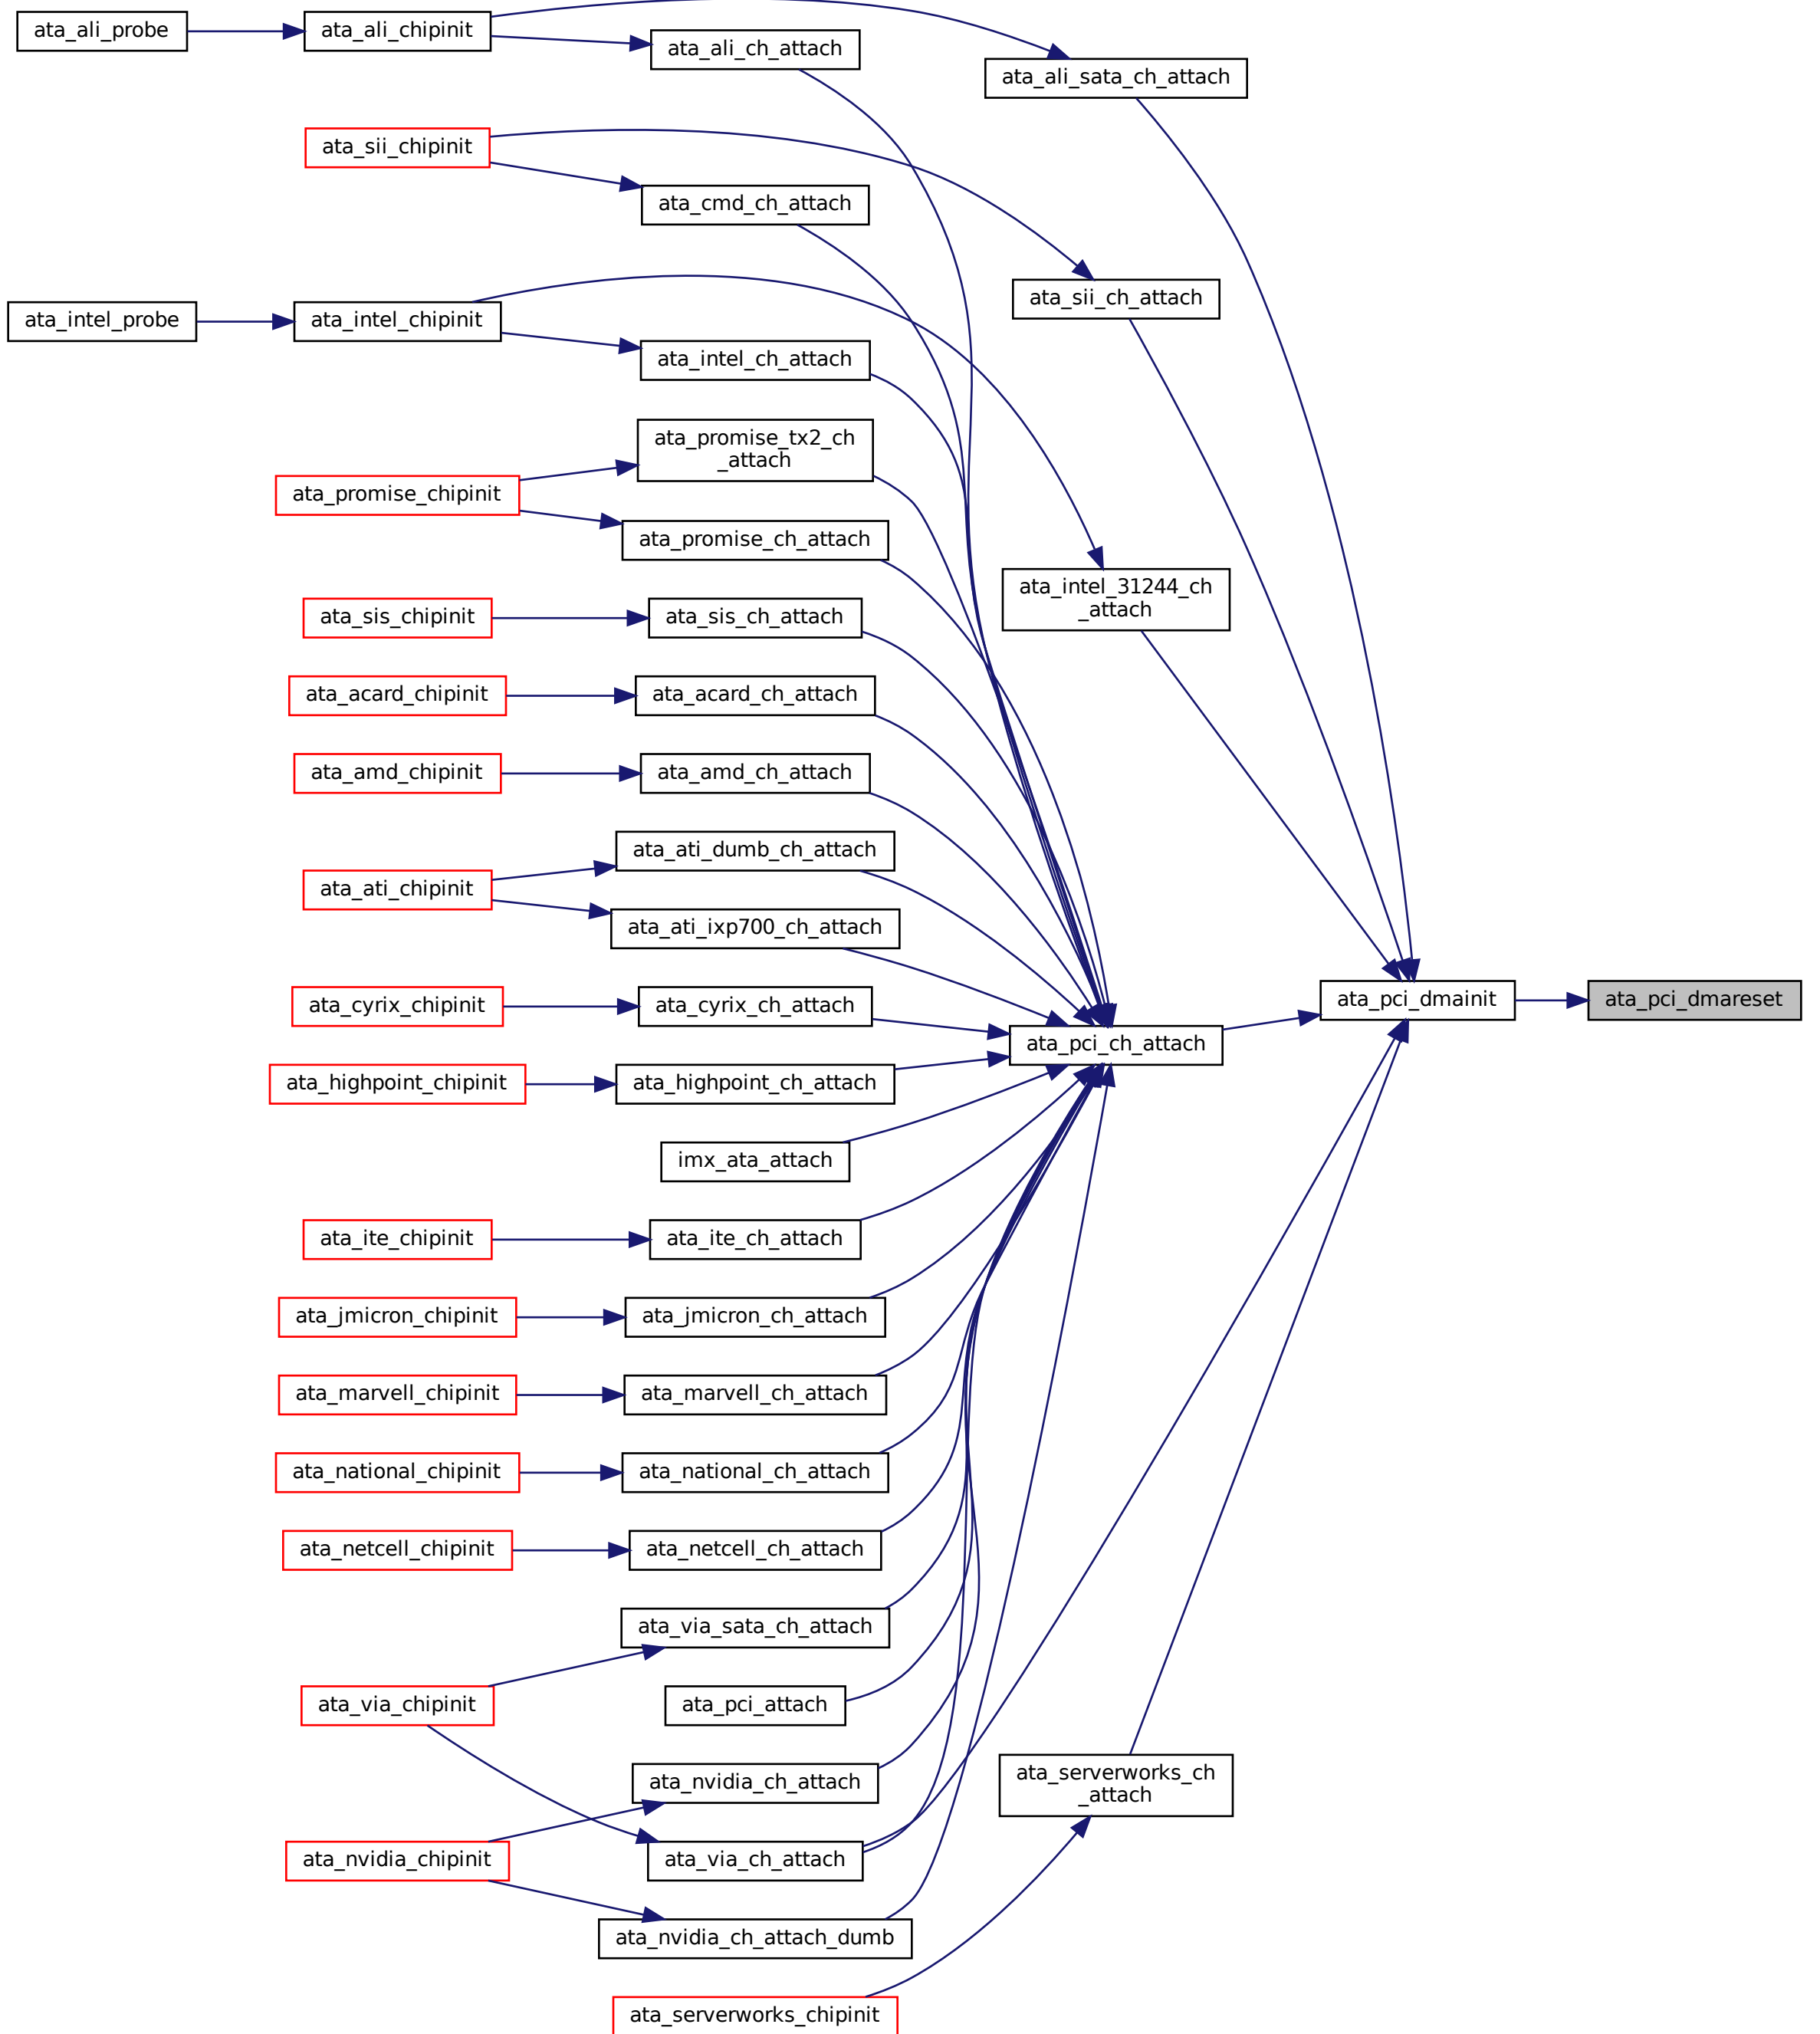 ata_ali_probe
ata_ali_chipinit
ata_ali_ch_attach
ata_ali_sata_ch_attach
ata_sii_chipinit
ata_cmd_ch_attach
ata_sii_ch_attach
ata_intel_probe
ata_intel_chipinit
ata_intel_ch_attach
ata_promise_tx2_ch
_attach
ata_promise_chipinit
ata_promise_ch_attach
ata_intel_31244_ch
_attach
ata_sis_chipinit
ata_sis_ch_attach
ata_acard_chipinit
ata_acard_ch_attach
ata_amd_chipinit
ata_amd_ch_attach
ata_ati_dumb_ch_attach
ata_ati_chipinit
ata_ati_ixp700_ch_attach
ata_cyrix_chipinit
ata_cyrix_ch_attach
ata_pci_dmainit
ata_pci_dmareset
ata_pci_ch_attach
ata_highpoint_chipinit
ata_highpoint_ch_attach
imx_ata_attach
ata_ite_chipinit
ata_ite_ch_attach
ata_jmicron_chipinit
ata_jmicron_ch_attach
ata_marvell_chipinit
ata_marvell_ch_attach
ata_national_chipinit
ata_national_ch_attach
ata_netcell_chipinit
ata_netcell_ch_attach
ata_via_sata_ch_attach
ata_via_chipinit
ata_pci_attach
ata_nvidia_ch_attach
ata_serverworks_ch
_attach
ata_nvidia_chipinit
ata_via_ch_attach
ata_nvidia_ch_attach_dumb
ata_serverworks_chipinit